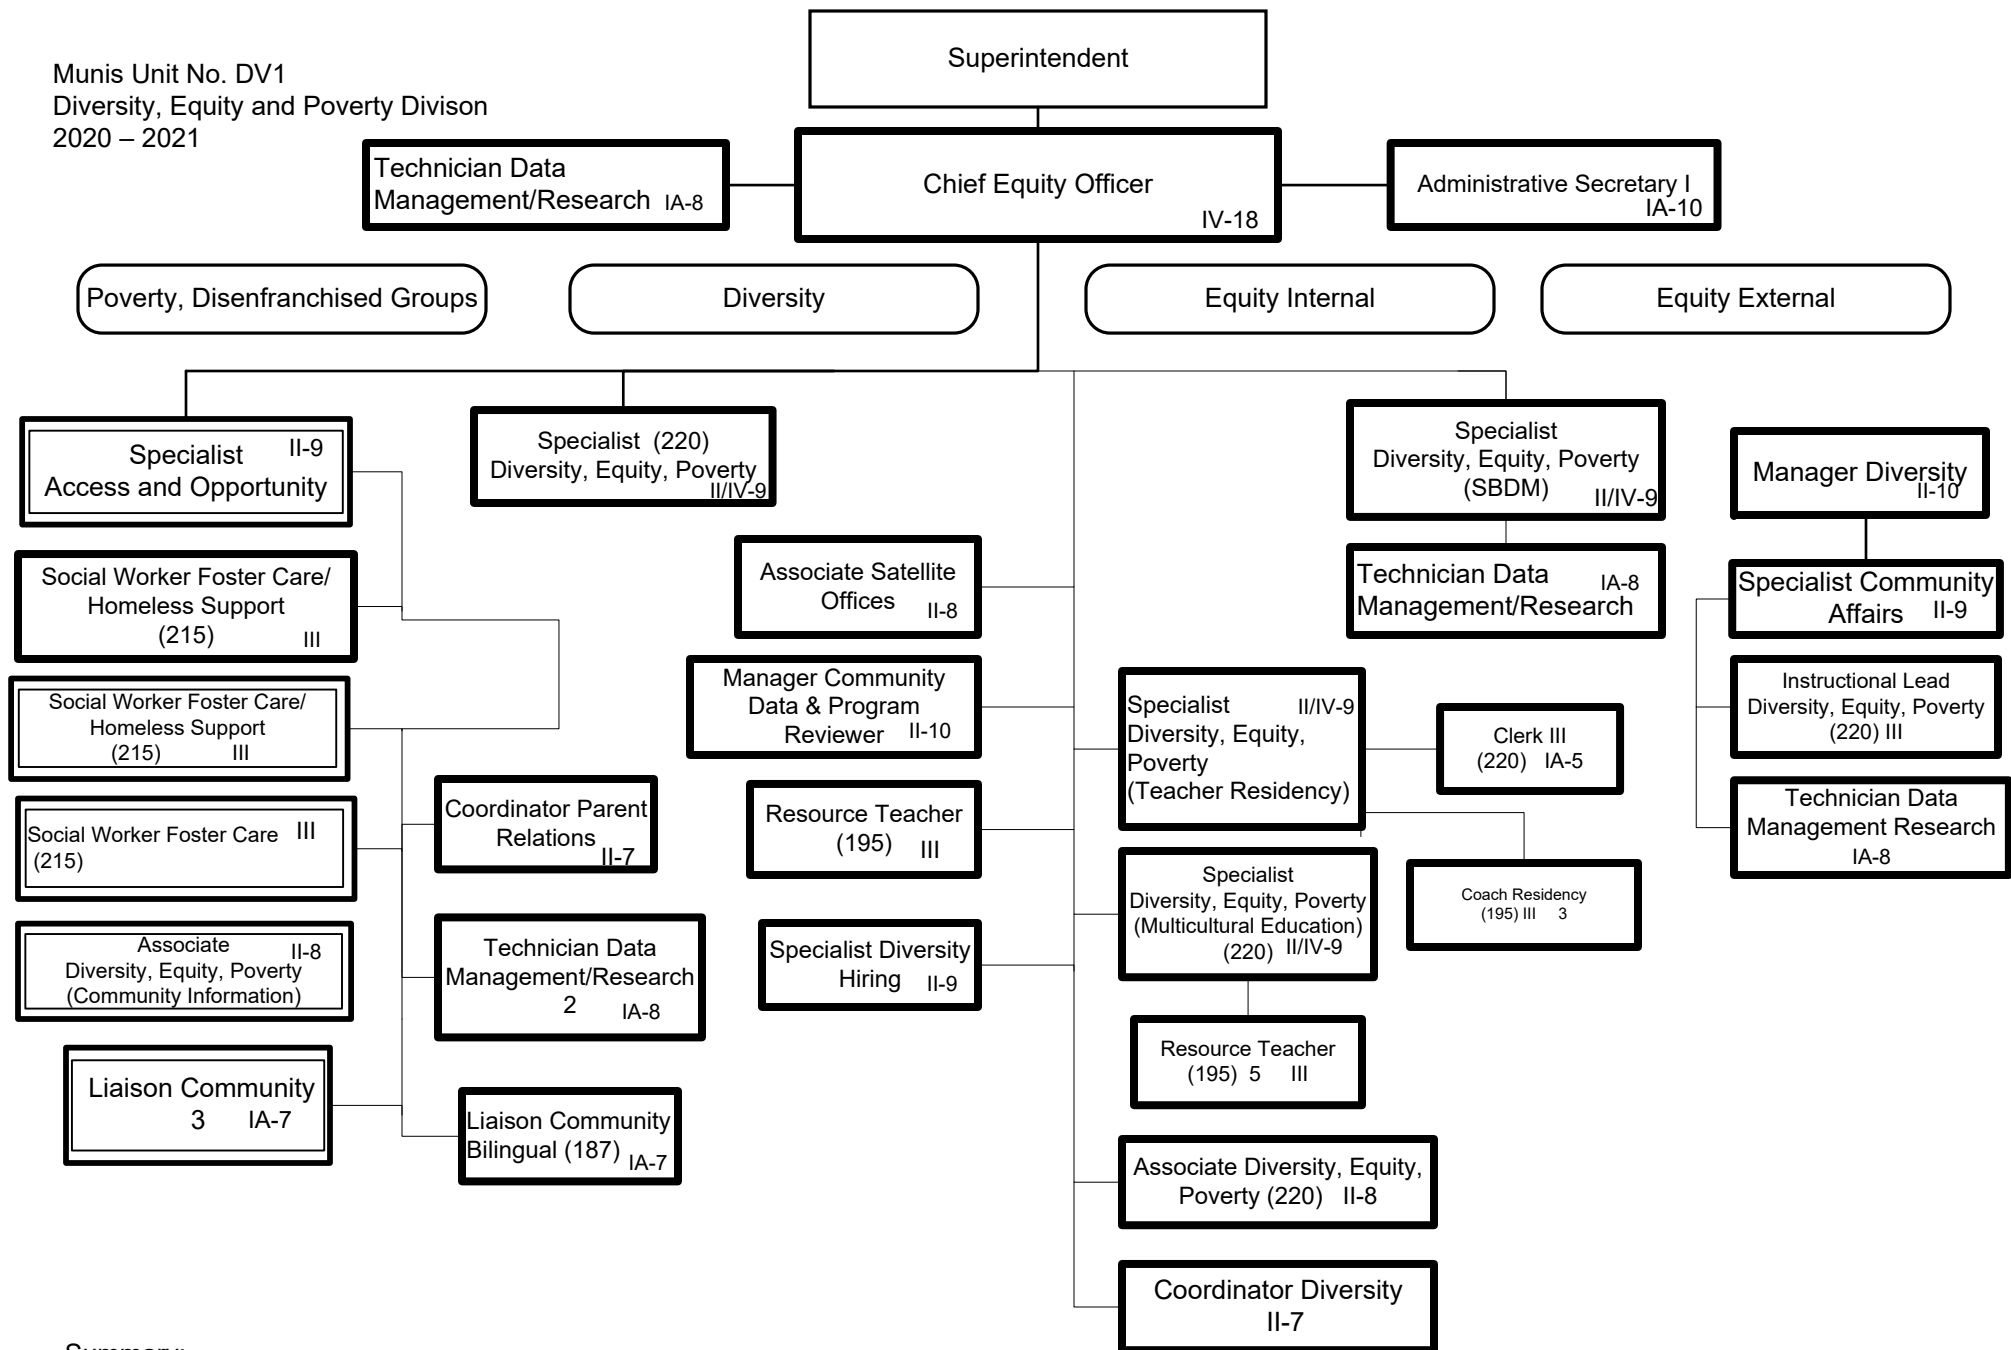 Munis Unit No. DV1
Diversity, Equity and Poverty Divison
2020 – 2021
Superintendent
Technician Data
Management/Research IA-8
Chief Equity Officer
IV-18
Administrative Secretary I
IA-10
Poverty, Disenfranchised Groups
Diversity
Equity Internal
Equity External
Specialist II-9
Access and Opportunity
Social Worker Foster Care/
Homeless Support
(215) III
Social Worker Foster Care/
Homeless Support
(215) III
Social Worker Foster Care III
(215)
Associate II-8
Diversity, Equity, Poverty
(Community Information)
Liaison Community
3 IA-7
Coordinator Parent
Relations
II-7
Technician Data
Management/Research
2 IA-8
Liaison Community
Bilingual (187) IA-7
Specialist (220)
Diversity, Equity, Poverty
II/IV-9
Associate Satellite
Offices II-8
Manager Community
Data & Program
Reviewer II-10
Resource Teacher
(195) III
Specialist Diversity
Hiring II-9
Specialist II/IV-9
Diversity, Equity,
Poverty
(Teacher Residency)
Clerk III
(220) IA-5
Coach Residency
(195) III 3
Specialist
Diversity, Equity, Poverty
(Multicultural Education)
(220) II/IV-9
Resource Teacher
(195) 5 III
Associate Diversity, Equity,
Poverty (220) II-8
Coordinator Diversity
II-7
Specialist
Diversity, Equity, Poverty
(SBDM) II/IV-9
Technician Data IA-8
Management/Research
Manager Diversity
II-10
Specialist Community
Affairs II-9
Instructional Lead
Diversity, Equity, Poverty
(220) III
Technician Data
Management Research
IA-8
Summary: